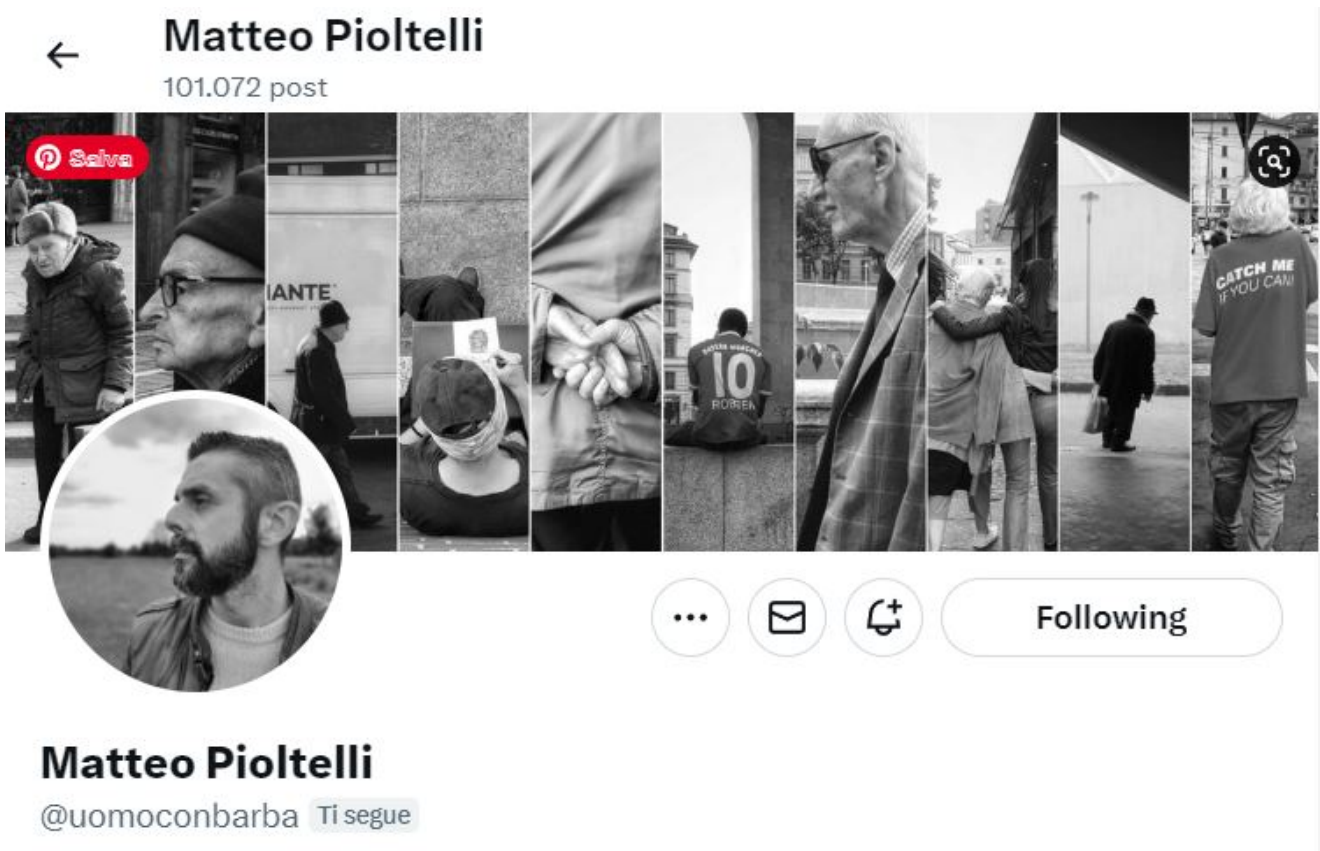 Matteo Pioltelli
101.072 post
Salva
IANTE
CATCH ME
IF YOU CAN!
10
ROBBEN
Following
Matteo Pioltelli
@uomoconbarba Ti segue